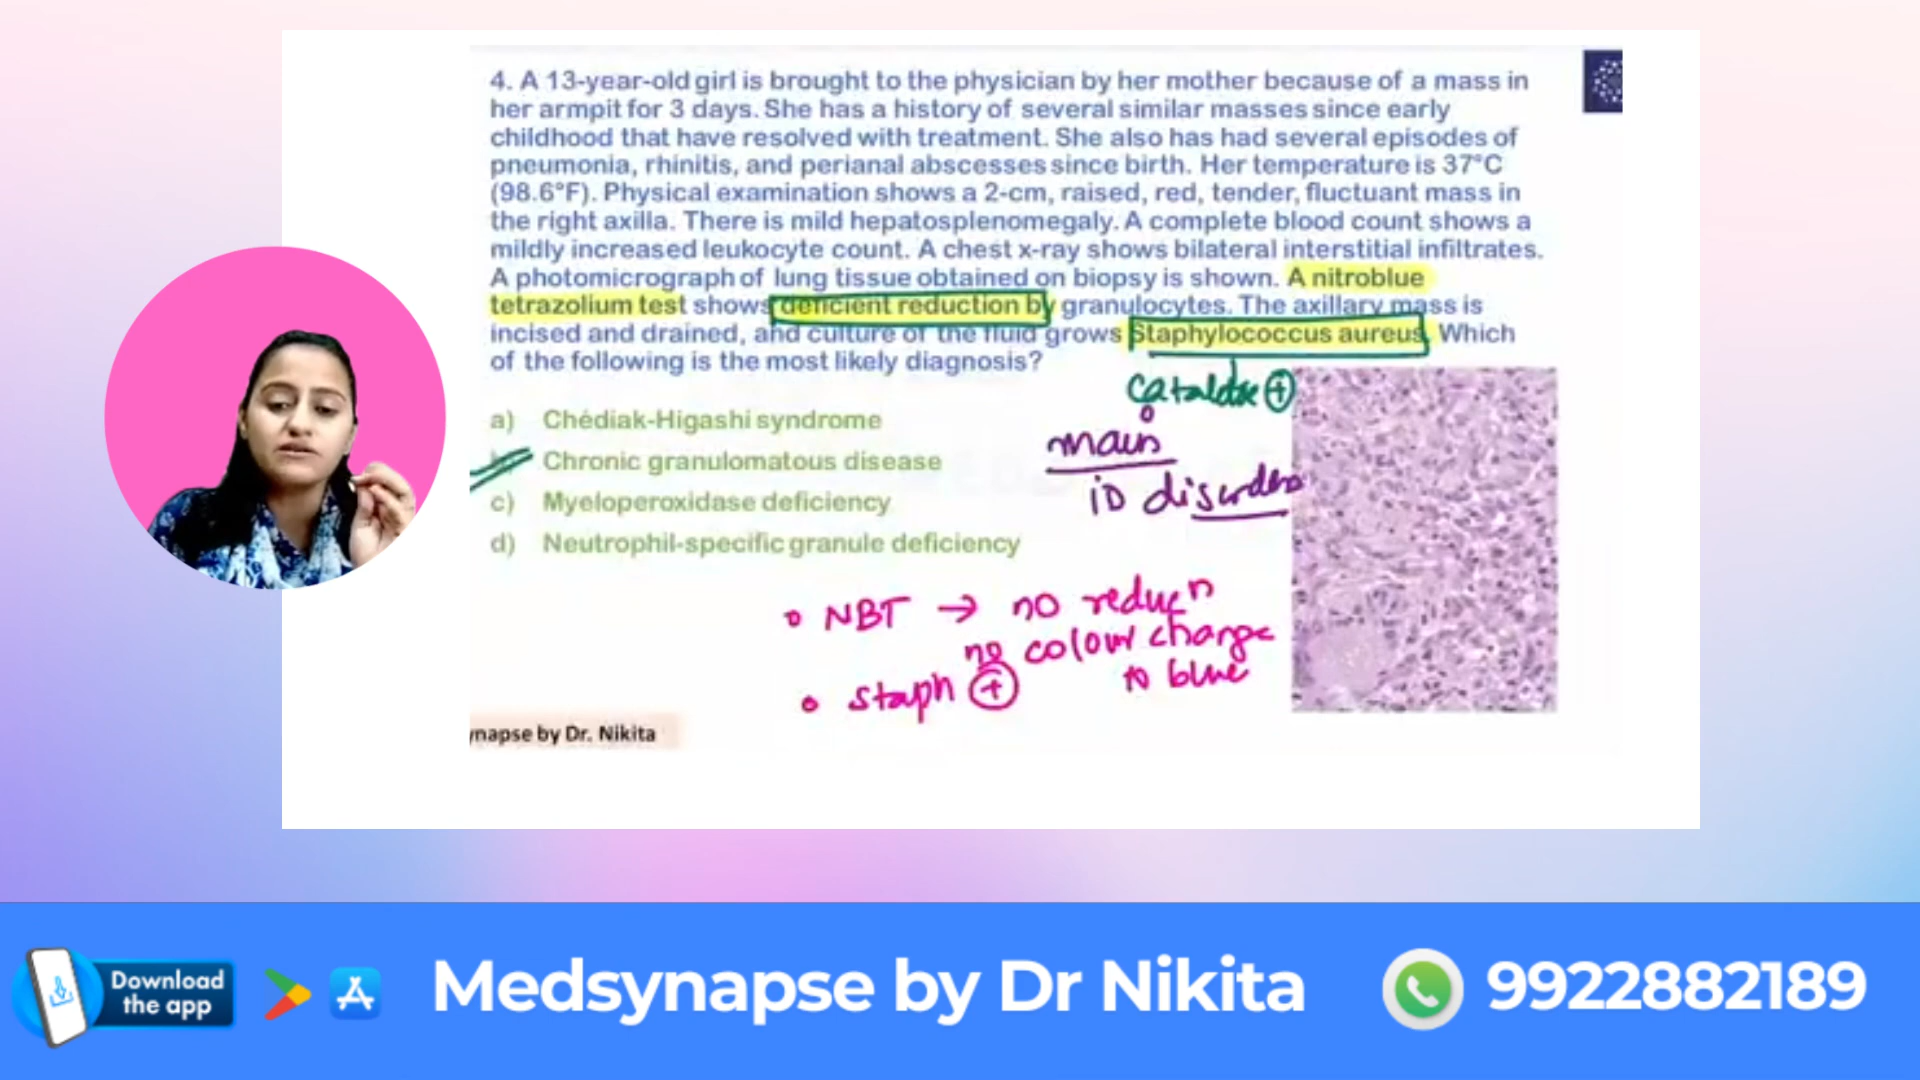 4. A 13-year-old girl is brought to the physician by her mother because of a mass in
her armpit for 3 days. She has a history of several similar masses since early
childhood that have resolved with treatment. She also has had several episodes of
pneumonia, rhinitis, and perianal abscesses since birth. Her temperature is 37°C
(98.6°F). Physical examination shows a 2-cm, raised, red, tender, fluctuant mass in
the right axilla. There is mild hepatosplenomegaly. A complete blood count shows a
mildly increased leukocyte count. A chest x-ray shows bilateral interstitial infiltrates.
A photomicrograph of lung tissue obtained on biopsy is shown. A nitroblue
tetrazolium test shows deficient reduction by granulocytes. The axillary mass is
incised and drained, and culture of the fluid grows Staphylococcus aureus. Which
of the following is the most likely diagnosis?
a) Chédiak-Higashi syndrome
Chronic granulomatous disease
c) Myeloperoxidase deficiency
d) Neutrophil-specific granule deficiency
main
ID disorders
• NBT → no reducn
no colour change
to blue
• staph +
ynapse by Dr. Nikita
Download
the app
Medsynapse by Dr Nikita
9922882189